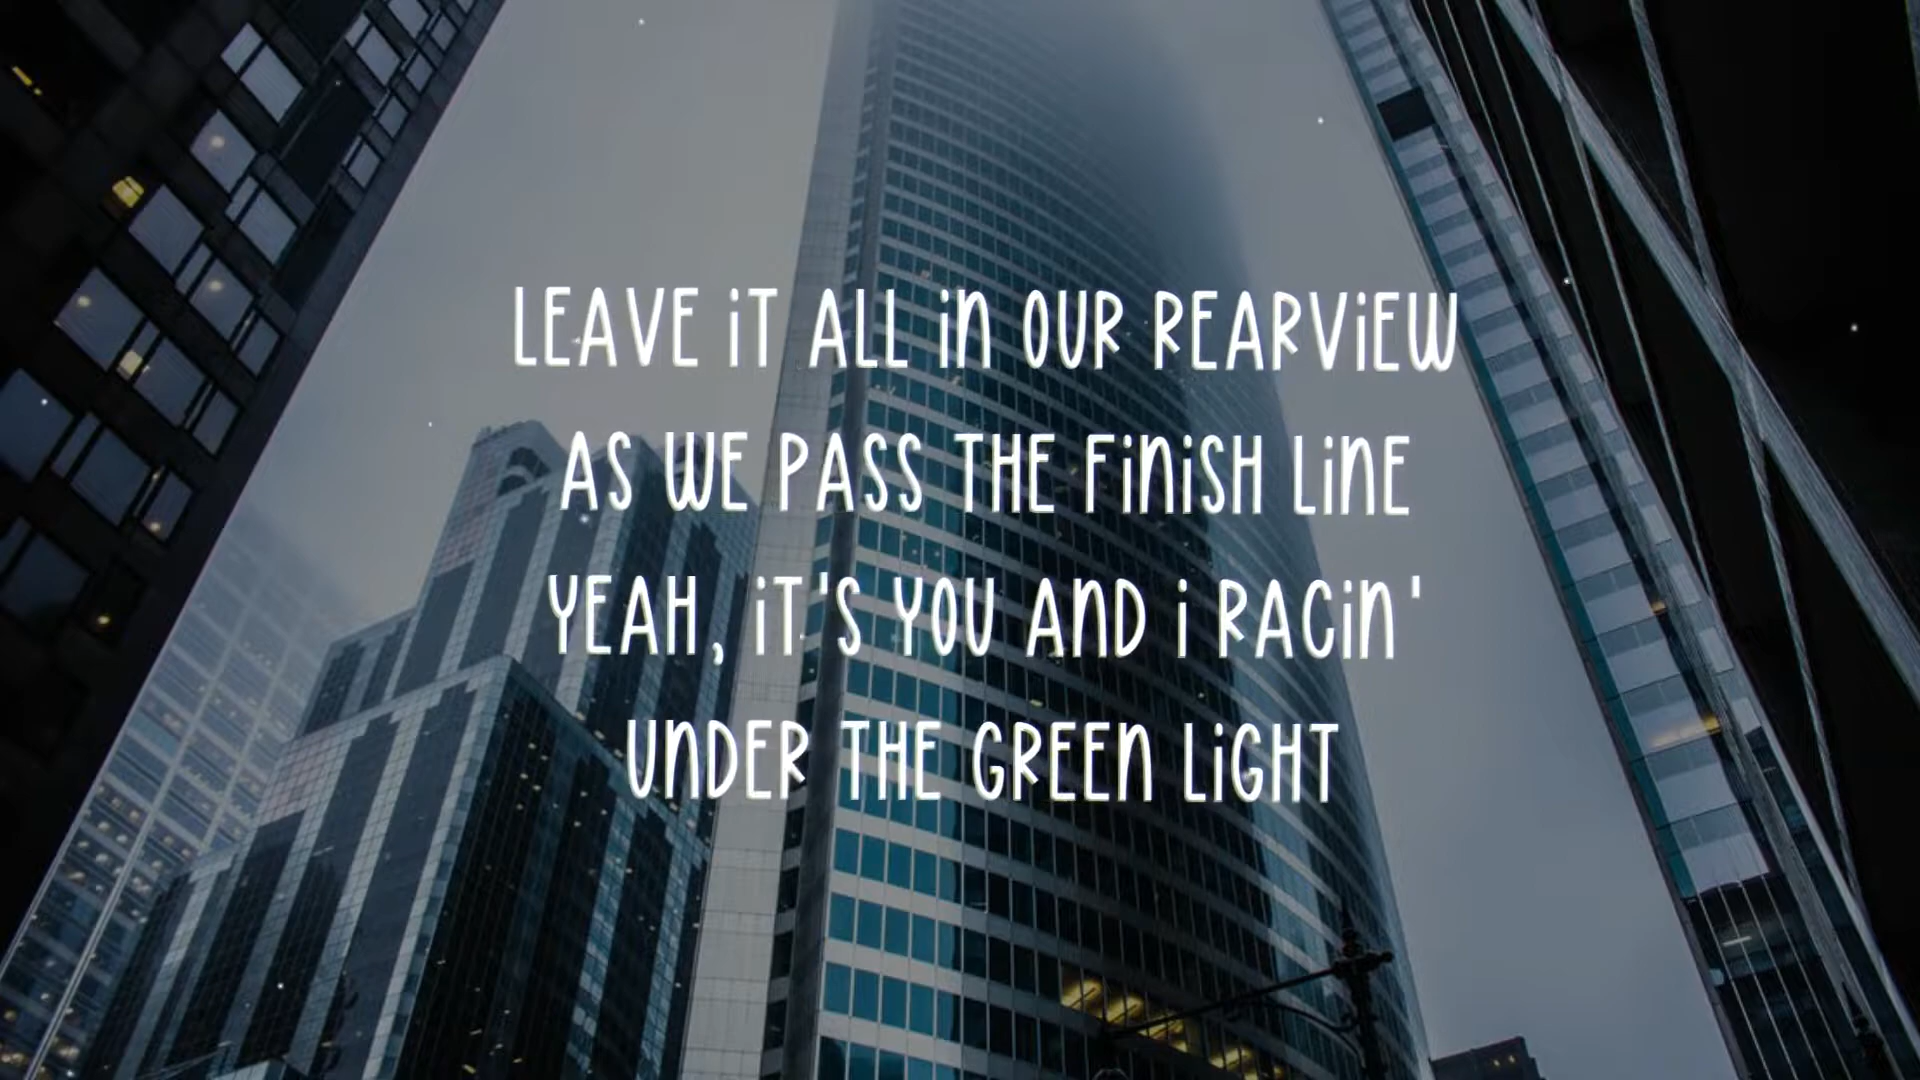 LEAVE iT ALL in OUR REARViEW
AS WE PASS THE FiniSH LinE
YEAH, iT'S YOU AnD i RACin'
UnDER THE GREEn LiGHT